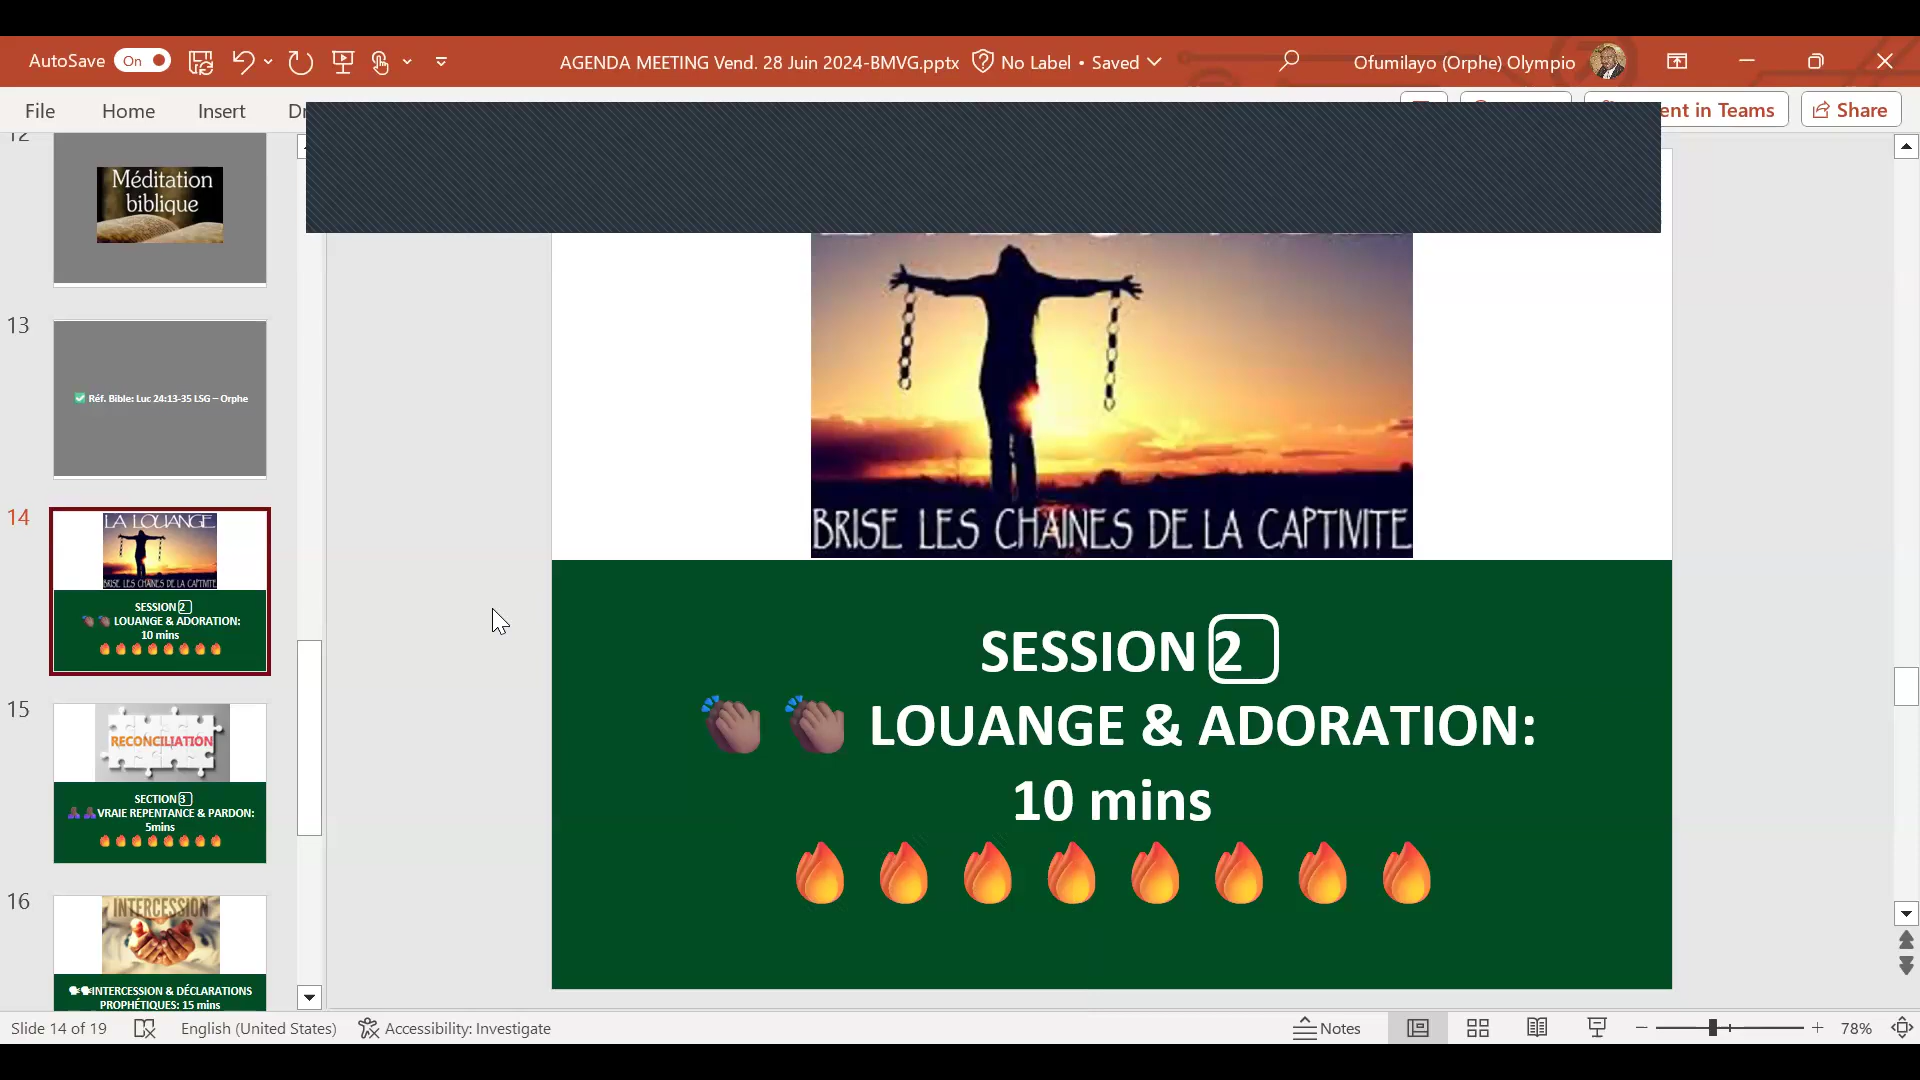 AutoSave On AGENDA MEETING Vend. 28 Juin 2024-BMVG.pptx No Label • Saved Ofumilayo (Orphe) Olympio
File Home Insert ent in Teams Share
12
Méditation
biblique
13
✅ Réf. Bible: Luc 24:13-35 LSG – Orphe
14
LA LOUANGE
BRISE LES CHAINES DE LA CAPTIVITE
SESSION 2
👏🏾 👏🏾 LOUANGE & ADORATION:
10 mins
🔥 🔥 🔥 🔥 🔥 🔥 🔥 🔥
15
RECONCILIATION
SECTION 3
VRAIE REPENTANCE & PARDON:
5mins
🔥 🔥 🔥 🔥 🔥 🔥 🔥 🔥
16
INTERCESSION
🗣🗣INTERCESSION & DÉCLARATIONS
PROPHÉTIQUES: 15 mins
BRISE LES CHAINES DE LA CAPTIVITE
SESSION 2
👏🏾 👏🏾 LOUANGE & ADORATION:
10 mins
🔥 🔥 🔥 🔥 🔥 🔥 🔥 🔥
Slide 14 of 19 English (United States) Accessibility: Investigate Notes 78%